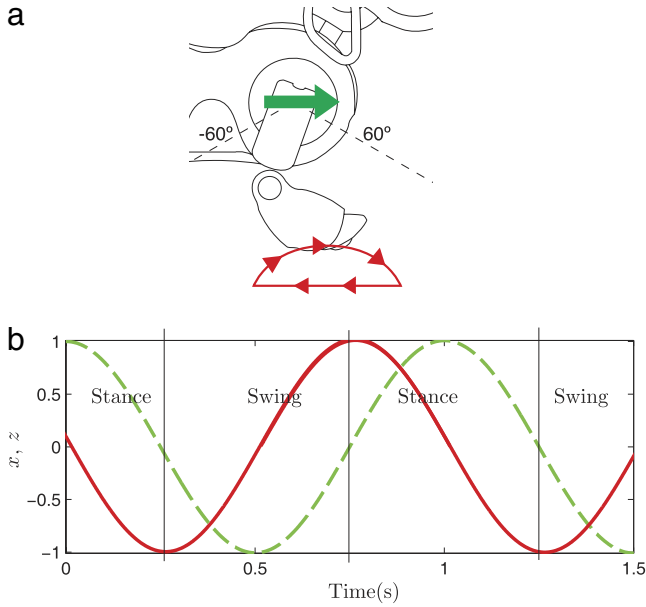 a
-60º 60º
b
1
0.5
0
−0.5
−1
x, z
Stance Swing Stance Swing
0 0.5 1 1.5
Time(s)